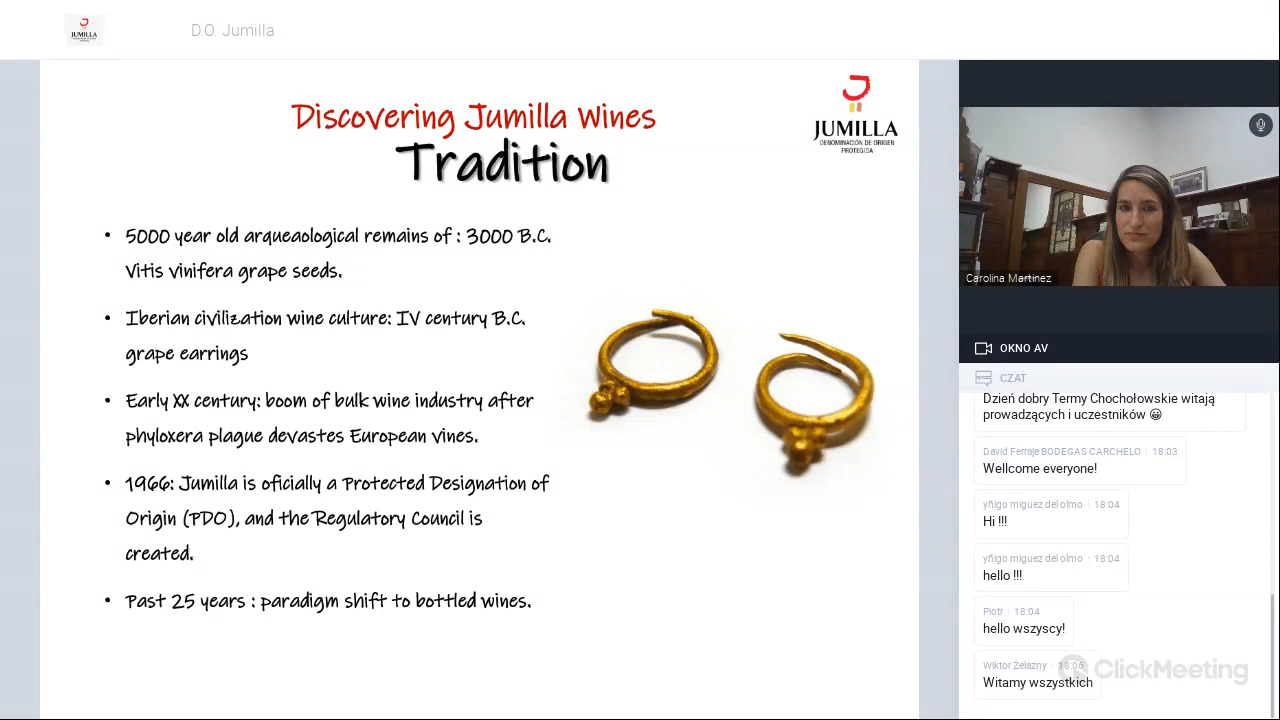 JUMILLA
D.O. Jumilla
Discovering Jumilla Wines
Tradition
JUMILLA
DENOMINACIÓN DE ORIGEN
PROTEGIDA
• 5000 year old arqueaological remains of : 3000 B.C.
Vitis vinifera grape seeds.
• Iberian civilization wine culture: IV century B.C.
grape earrings
• Early XX century: boom of bulk wine industry after
phyloxera plague devastes European vines.
• 1966: Jumilla is oficially a Protected Designation of
Origin (PDO), and the Regulatory Council is
created.
• Past 25 years : paradigm shift to bottled wines.
Carolina Martinez
OKNO AV
CZAT
Dzień dobry Termy Chochołowskie witają
prowadzących i uczestników 😀
David Ferraje BODEGAS CARCHELO 18:03
Wellcome everyone!
yñigo miguez del olmo 18:04
Hi !!!
yñigo miguez del olmo 18:04
hello !!!
Piotr 18:04
hello wszyscy!
Wiktor Żelazny 18:06
Witamy wszystkich
ClickMeeting